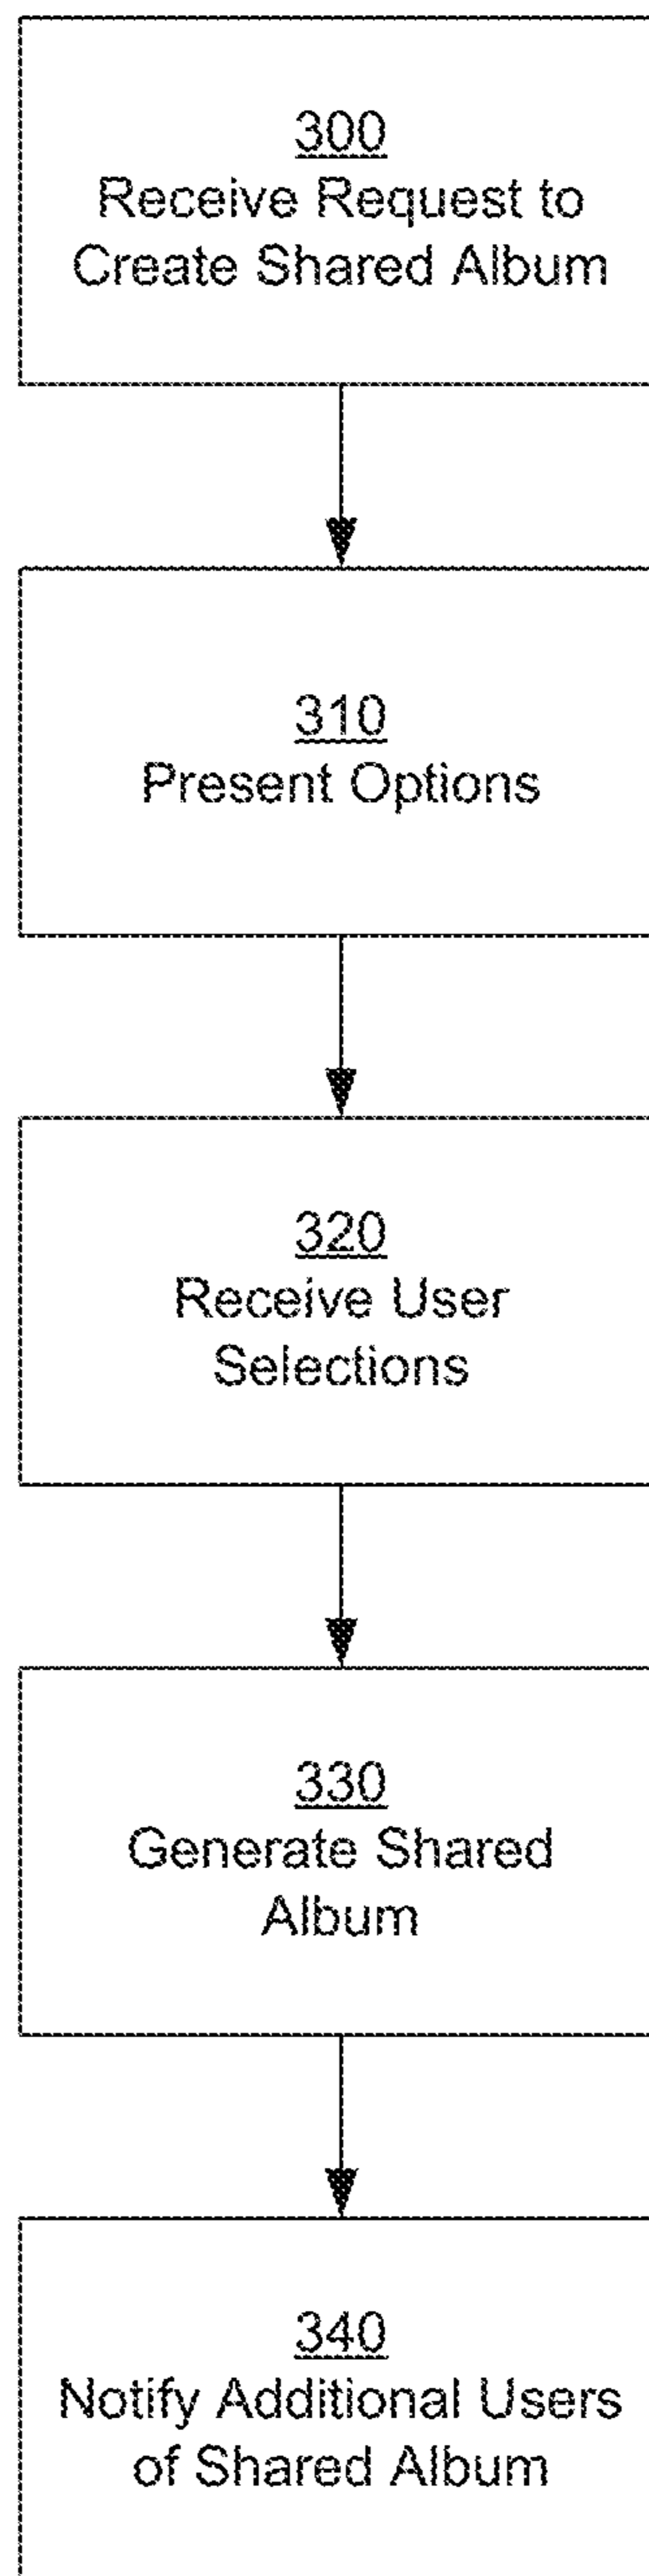 300
Receive Request to
Create Shared Album
310
Present Options
320
Receive User
Selections
330
Generate Shared
Album
340
Notify Additional Users
of Shared Album